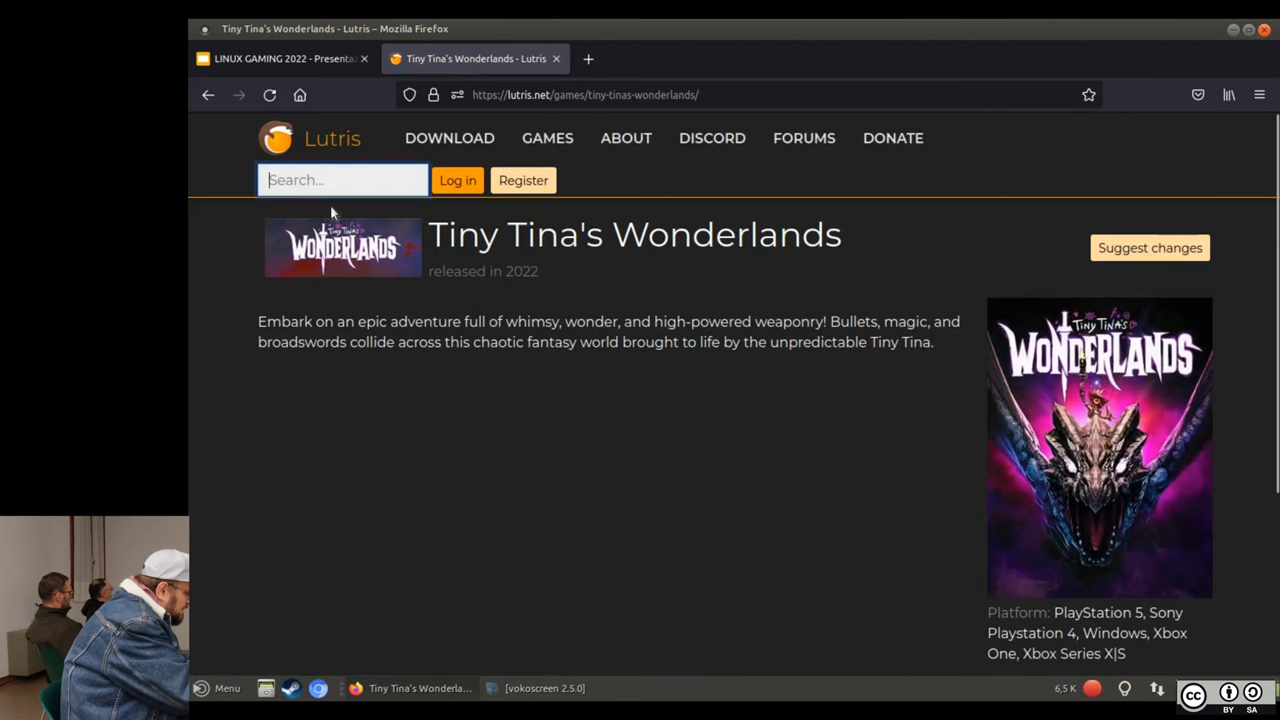 Tiny Tina's Wonderlands - Lutris – Mozilla Firefox
LINUX GAMING 2022 - Presenta
Tiny Tina's Wonderlands - Lutris
https://lutris.net/games/tiny-tinas-wonderlands/
Lutris
DOWNLOAD
GAMES
ABOUT
DISCORD
FORUMS
DONATE
Search...
Log in
Register
TINY TINA'S
WONDERLANDS
Tiny Tina's Wonderlands
released in 2022
Suggest changes
Embark on an epic adventure full of whimsy, wonder, and high-powered weaponry! Bullets, magic, and
broadswords collide across this chaotic fantasy world brought to life by the unpredictable Tiny Tina.
TINY TINA'S
WONDERLANDS
Platform: PlayStation 5, Sony
Playstation 4, Windows, Xbox
One, Xbox Series X|S
Menu
Tiny Tina's Wonderla...
[vokoscreen 2.5.0]
6,5 K
CC
BY SA